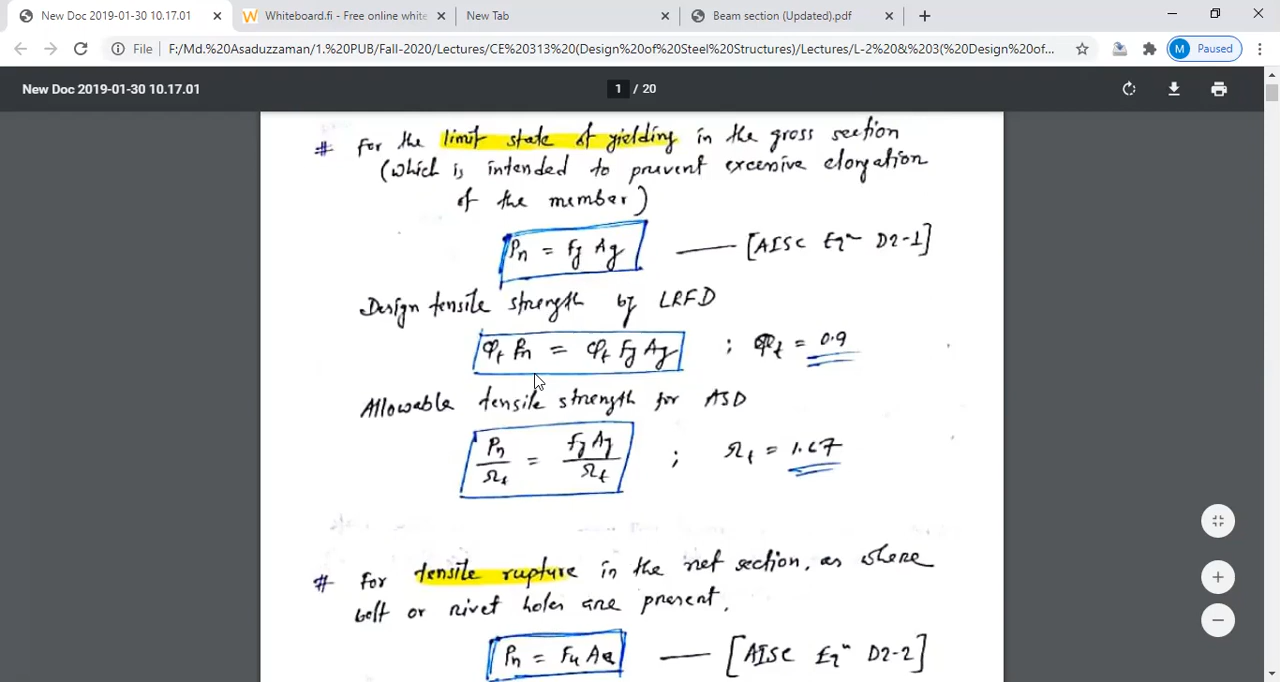 New Doc 2019-01-30 10.17.01
Whiteboard.fi - Free online white
New Tab
Beam section (Updated).pdf
File
F:/Md.%20Asaduzzaman/1.%20PUB/Fall-2020/Lectures/CE313%20(Design%20of%20Steel%20Structures)/Lectures/L-2%20&%203(%20Design%20of...
M Paused
New Doc 2019-01-30 10.17.01
1 / 20
# For the limit state of yielding in the gross section
(which is intended to prevent excessive elongation
of the member)
Pn = Fy Ag —— [AISC Eqn D2-1]
Design tensile strength by LRFD
φt Pn = φt Fy Ag ; φt = 0.9
Allowable tensile strength for ASD
Pn/Ωt = Fy Ag/Ωt ; Ωt = 1.67
# For tensile rupture in the net section, as where
bolt or rivet holes are present.
Pn = Fu Ae —— [AISC Eqn D2-2]